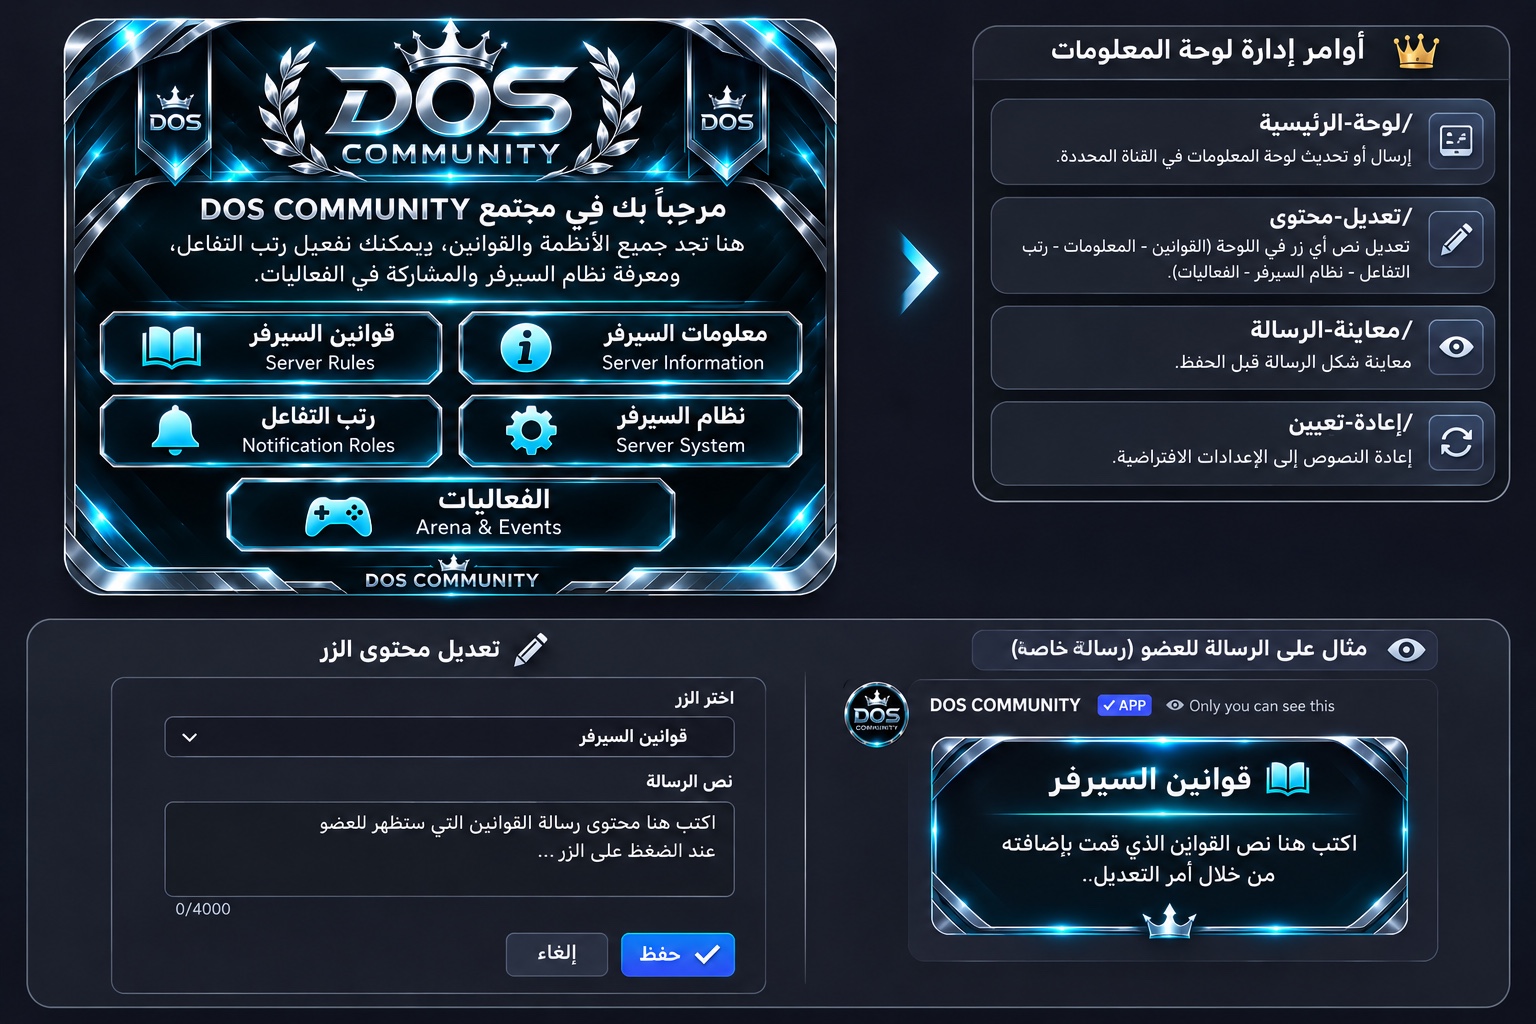 DOS
COMMUNITY
DOS
DOS
مرحِباً بك فِي مجتمع DOS COMMUNITY
هنا تجد جميع الأنظمة والقوانين، ڊيمكنك نفعيل رتب التفاعل،
ومعرفة نظام السيرفر والمشاركة في الفعاليات.
قوانين السيرفر
Server Rules
معلومات السيرفر
Server Information
رتب التفاعل
Notification Roles
نظام السيرفر
Server System
الفعاليات
Arena & Events
DOS COMMUNITY
أوامر إدارة لوحة المعلومات
/لوحة-الرئيسية
إرسال أو تحديث لوحة المعلومات في القناة المحددة.
/تعديل-محتوى
تعديل نص أي زر في اللوحة (القوانين - المعلومات - رتب
التفاعل - نظام السيرفر - الفعاليات).
/معاينة-الرسالة
معاينة شكل الرسالة قبل الحفظ.
/إعادة-تعيين
إعادة النصوص إلى الإعدادات الافتراضية.
مثال على الرسالة للعضو (رسالة خاصة)
DOS
COMMUNITY
DOS COMMUNITY ✓ APP Only you can see this
قوانين السيرفر
اكتب هنا نص القوانين الذي قمت بإضافته
من خلال أمر التعديل..
تعديل محتوى الزر
اختر الزر
قوانين السيرفر
نص الرسالة
اكتب هنا محتوى رسالة القوانين التي ستظهر للعضو
عند الضغط على الزر ...
0/4000
حفظ
إلغاء